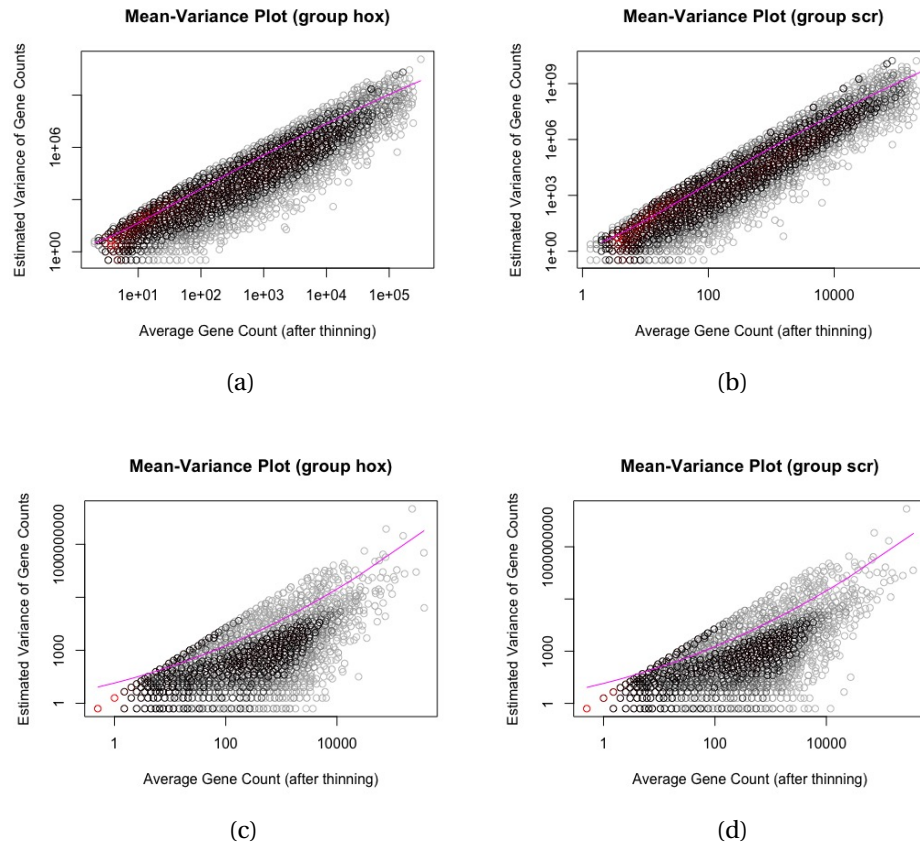 Mean-Variance Plot (group hox)
Estimated Variance of Gene Counts
1e+00
1e+06
1e+01
1e+02
1e+03
1e+04
1e+05
Average Gene Count (after thinning)
(a)
Mean-Variance Plot (group scr)
Estimated Variance of Gene Counts
1e+00
1e+03
1e+06
1e+09
1
100
10000
Average Gene Count (after thinning)
(b)
Mean-Variance Plot (group hox)
Estimated Variance of Gene Counts
1
1000
1000000000
1
100
10000
Average Gene Count (after thinning)
(c)
Mean-Variance Plot (group scr)
Estimated Variance of Gene Counts
1
1000
1000000000
1
100
10000
Average Gene Count (after thinning)
(d)